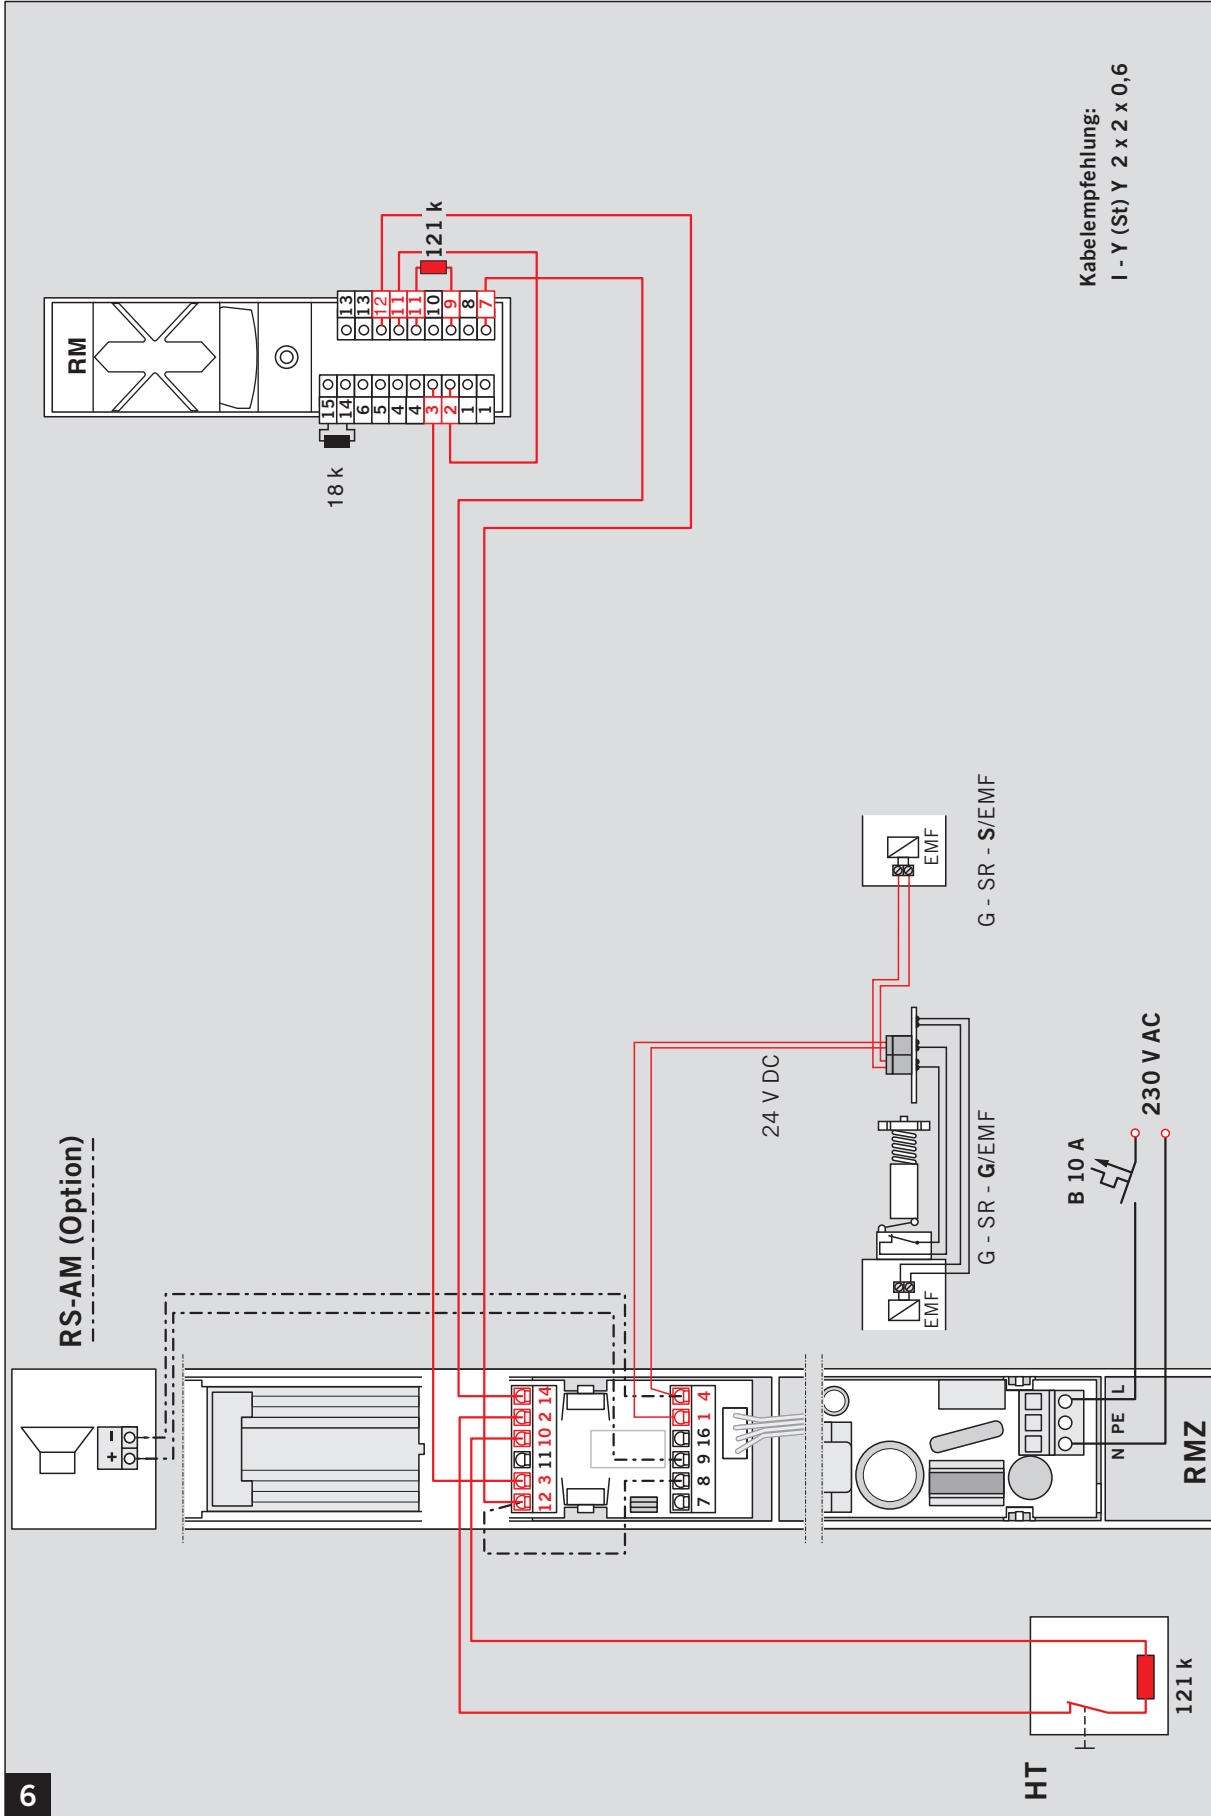 RM
13
13
12
11
11
10
9
8
7
15
14
6
5
4
4
3
2
1
1
121 k
18 k
Kabelempfehlung:
I - Y (St) Y 2 x 2 x 0,6
RS-AM (Option)
+ -
12 3 11 10 2 14
7 8 9 16 1 4
24 V DC
EMF
G - SR - S/EMF
EMF
G - SR - G/EMF
B 10 A
230 V AC
N PE L
RMZ
HT
121 k
6